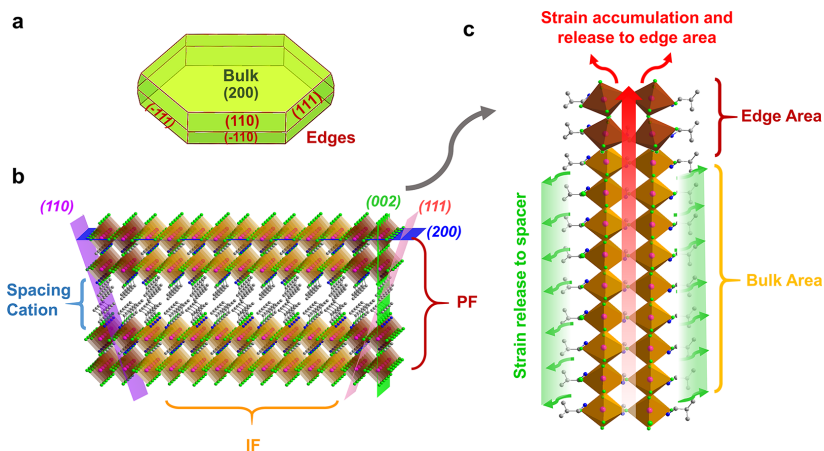 a
Bulk
(200)
(-111)
(110)
(111)
(-110)
Edges
b
(110)
(002)
(111)
(200)
Spacing
Cation
PF
IF
c
Strain accumulation and
release to edge area
Edge Area
Strain release to spacer
Bulk Area